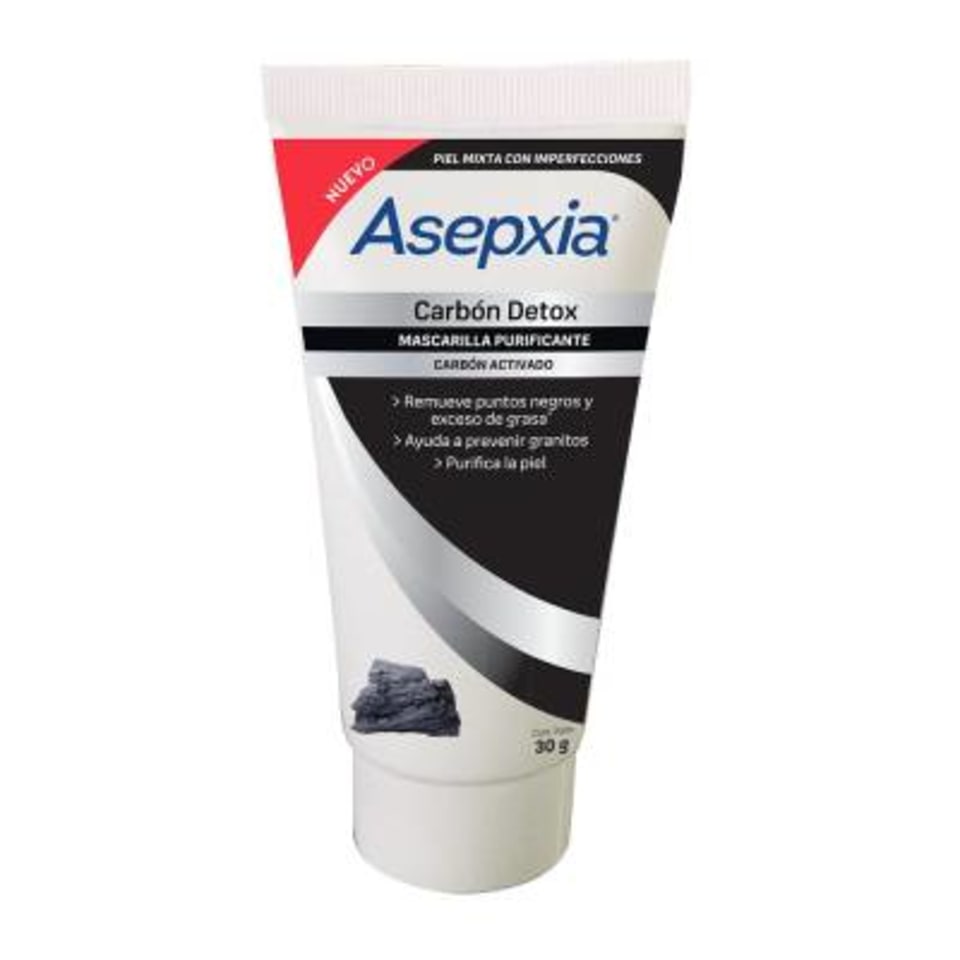 NUEVO
PIEL MIXTA CON IMPERFECCIONES
Asepxia
Carbón Detox
MASCARILLA PURIFICANTE
CARBÓN ACTIVADO
> Remueve puntos negros y
exceso de grasa
> Ayuda a prevenir granitos
> Purifica la piel
30 g